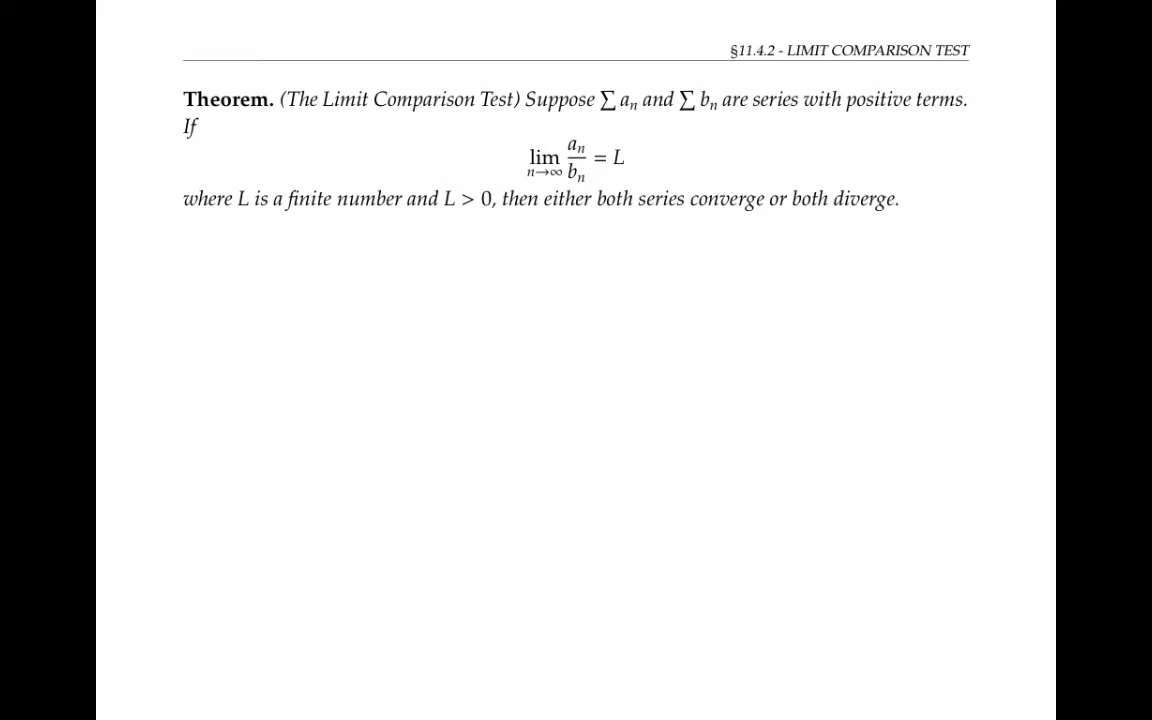 §11.4.2 - LIMIT COMPARISON TEST
Theorem. (The Limit Comparison Test) Suppose ∑ aₙ and ∑ bₙ are series with positive terms.
If
lim n→∞ aₙ/bₙ = L
where L is a finite number and L > 0, then either both series converge or both diverge.